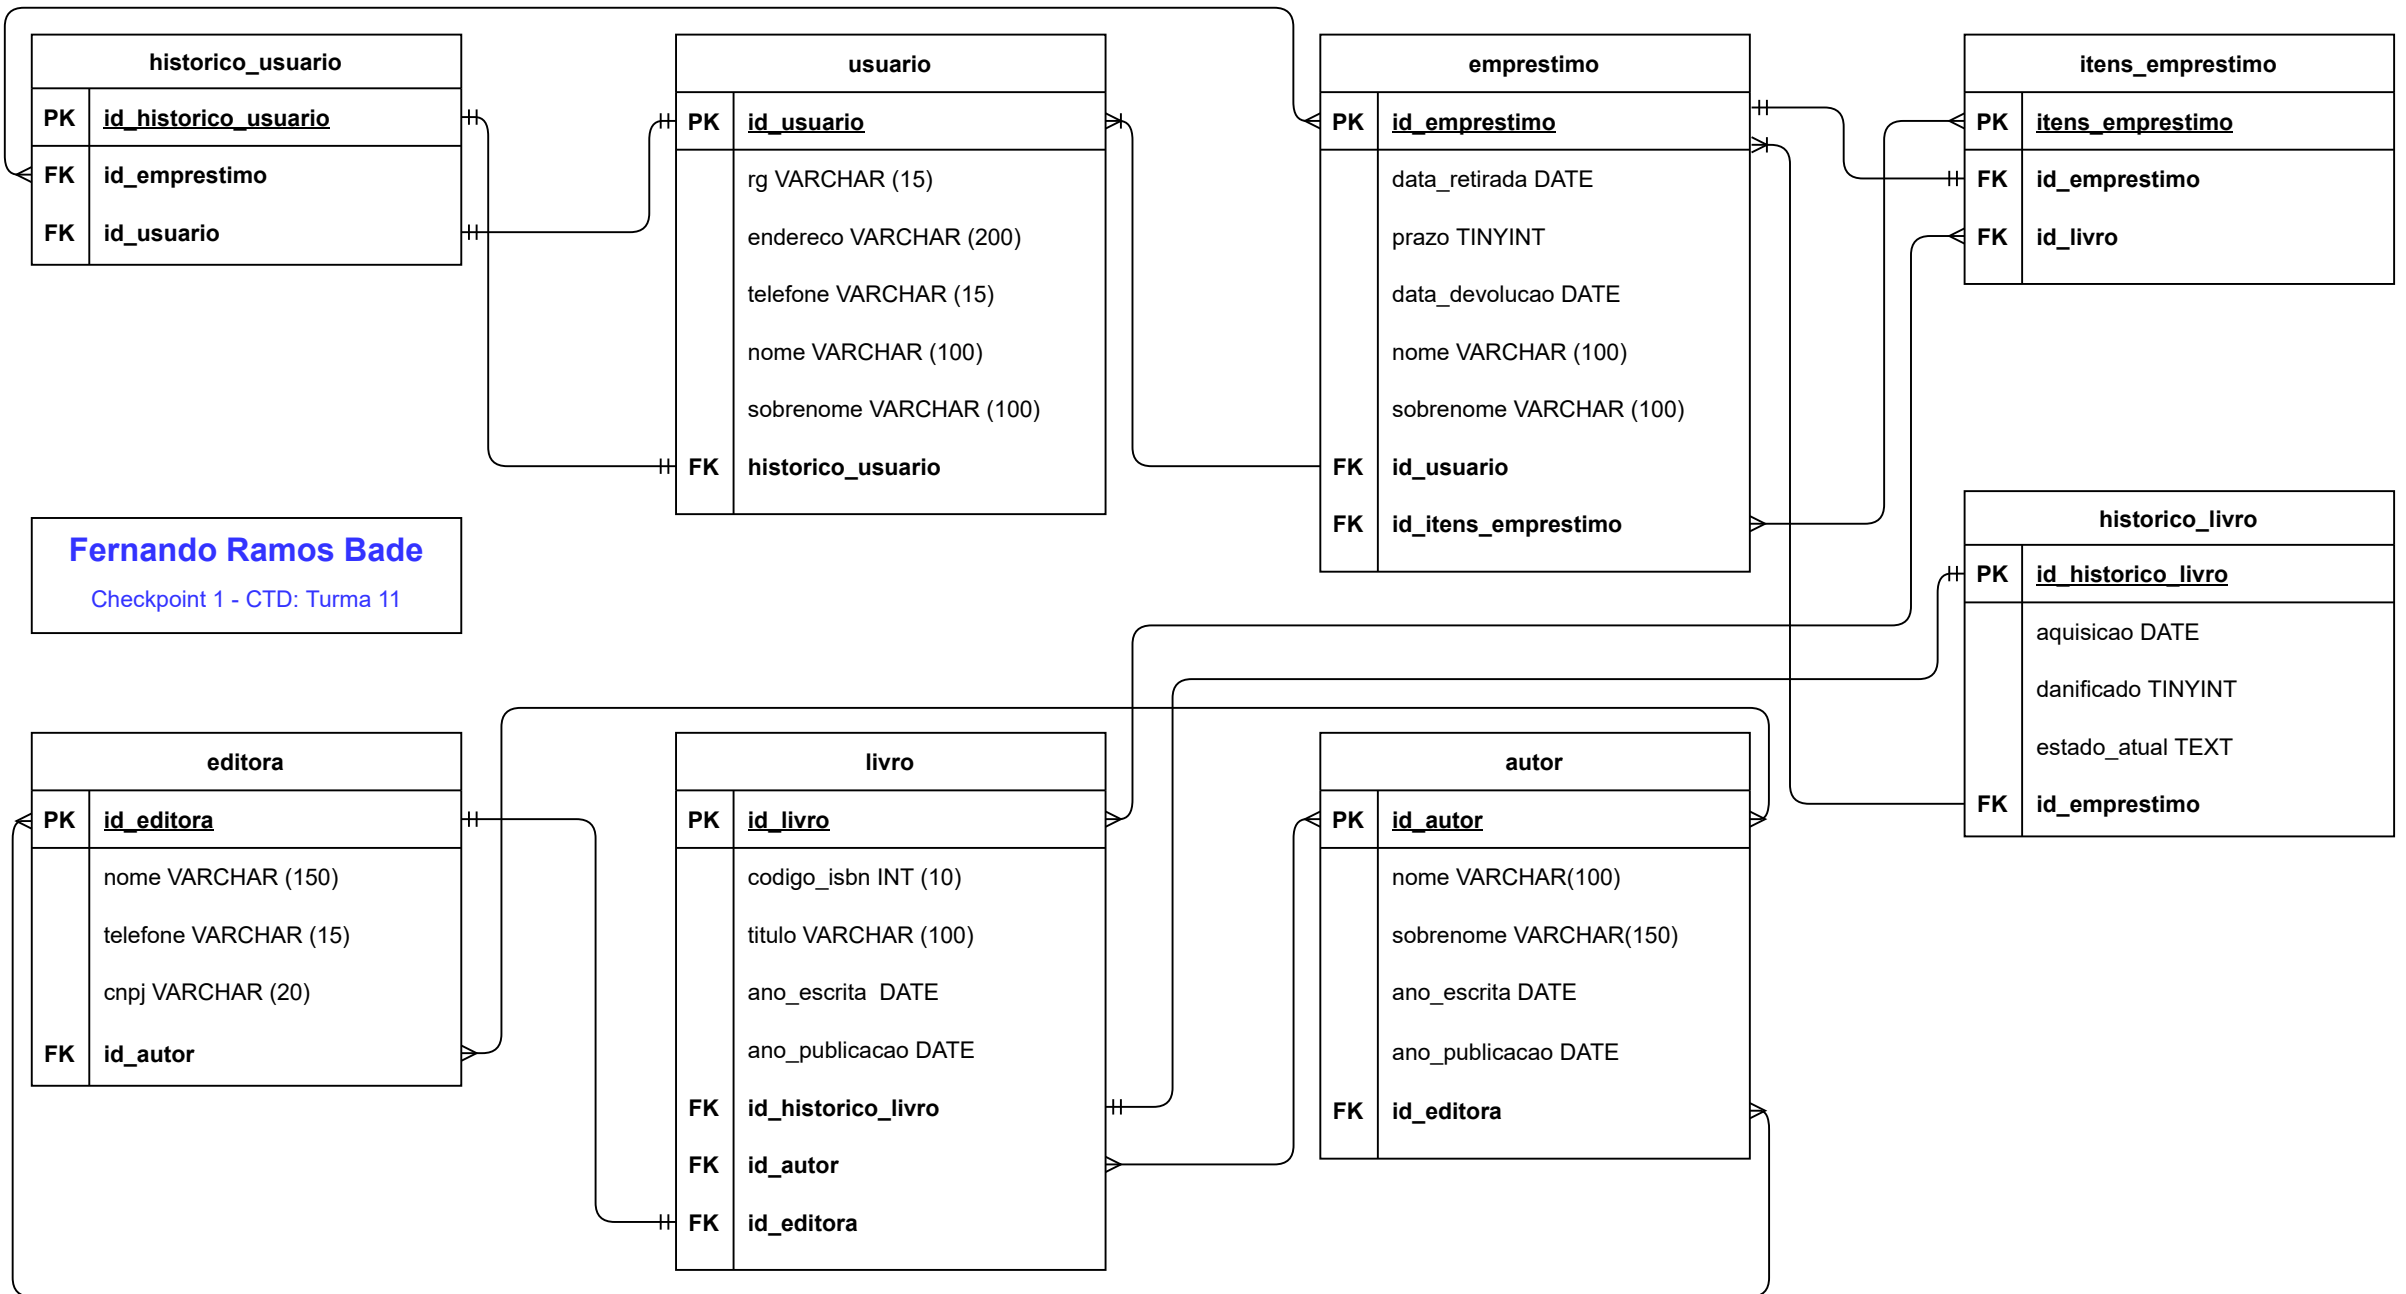 historico_usuario
PK id_historico_usuario
FK id_emprestimo
FK id_usuario
usuario
PK id_usuario
rg VARCHAR (15)
endereco VARCHAR (200)
telefone VARCHAR (15)
nome VARCHAR (100)
sobrenome VARCHAR (100)
FK historico_usuario
emprestimo
PK id_emprestimo
data_retirada DATE
prazo TINYINT
data_devolucao DATE
nome VARCHAR (100)
sobrenome VARCHAR (100)
FK id_usuario
FK id_itens_emprestimo
itens_emprestimo
PK itens_emprestimo
FK id_emprestimo
FK id_livro
Fernando Ramos Bade
Checkpoint 1 - CTD: Turma 11
historico_livro
PK id_historico_livro
aquisicao DATE
danificado TINYINT
estado_atual TEXT
FK id_emprestimo
editora
PK id_editora
nome VARCHAR (150)
telefone VARCHAR (15)
cnpj VARCHAR (20)
FK id_autor
livro
PK id_livro
codigo_isbn INT (10)
titulo VARCHAR (100)
ano_escrita  DATE
ano_publicacao DATE
FK id_historico_livro
FK id_autor
FK id_editora
autor
PK id_autor
nome VARCHAR(100)
sobrenome VARCHAR(150)
ano_escrita DATE
ano_publicacao DATE
FK id_editora